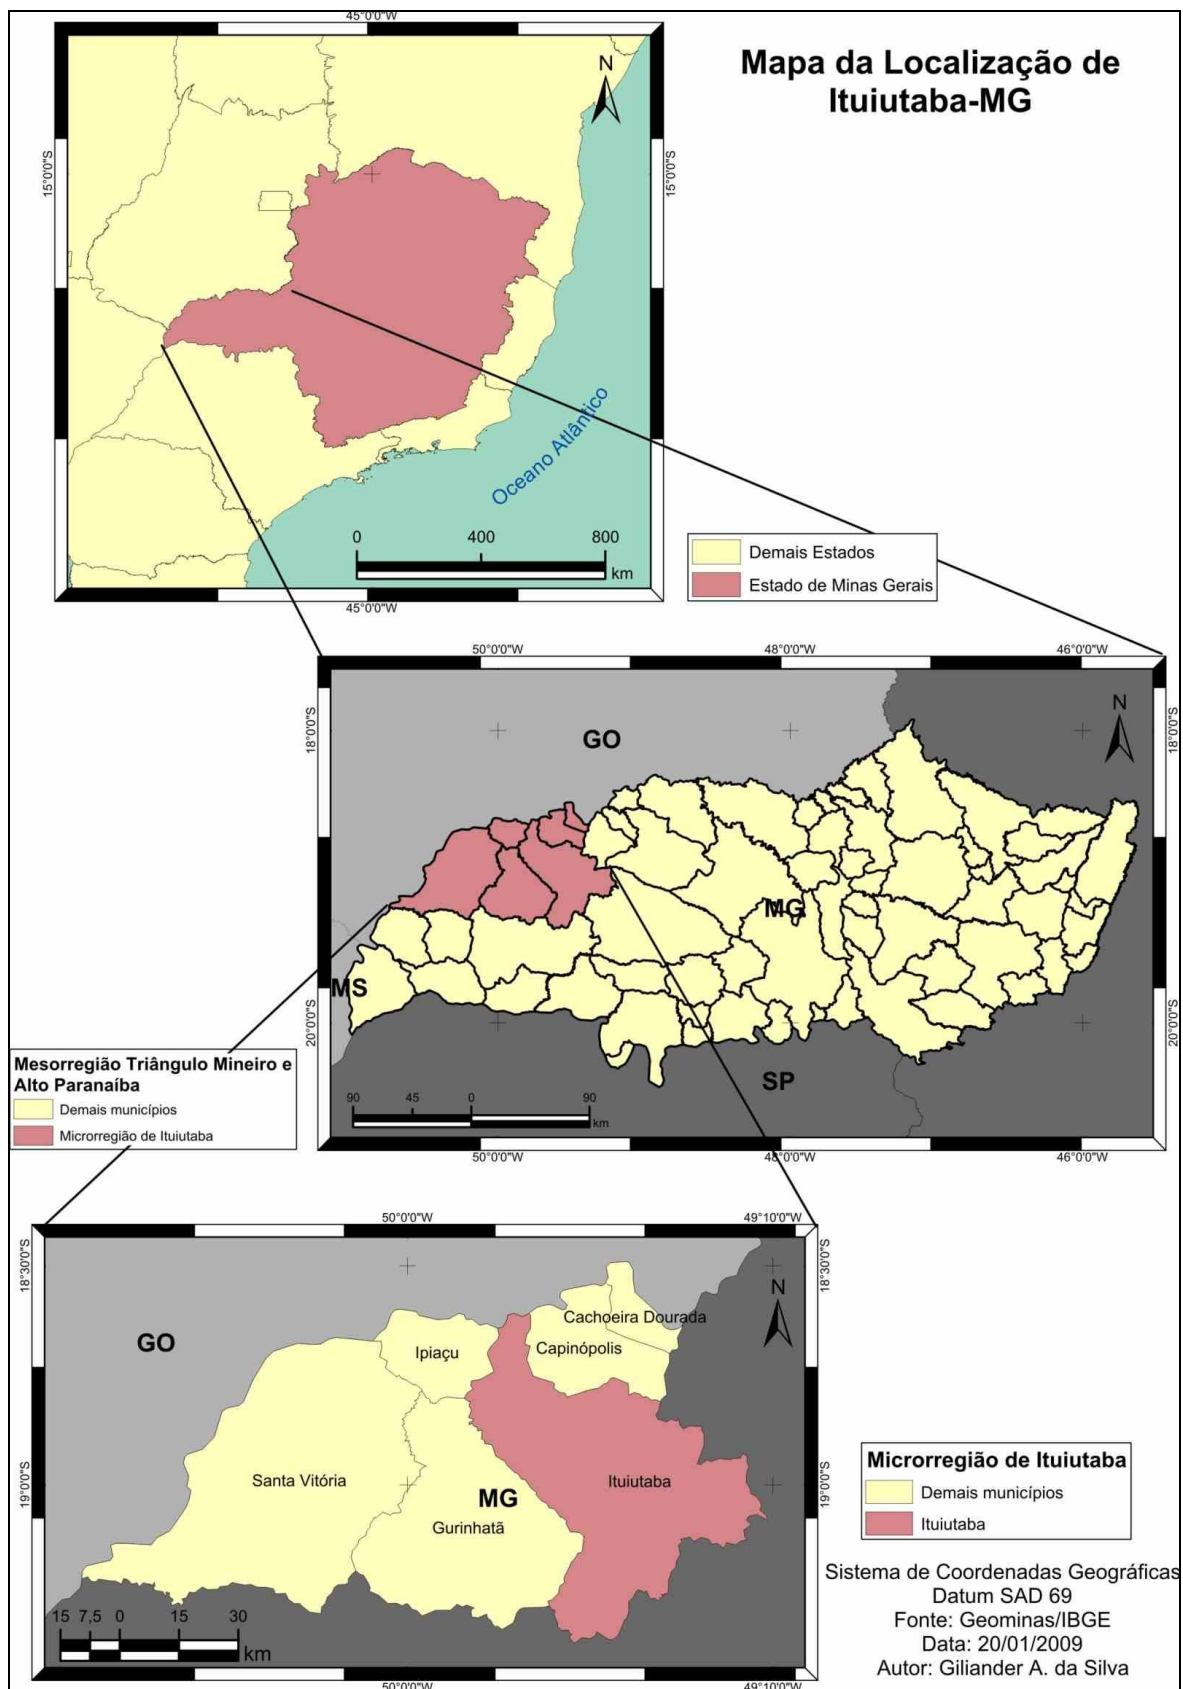 Mapa da Localização de
Ituiutaba-MG
45°0'0"W
N
15°0'0"S
15°0'0"S
Oceano Atlântico
0 400 800
km
45°0'0"W
Demais Estados
Estado de Minas Gerais
50°0'0"W 48°0'0"W 46°0'0"W
N
18°0'0"S
18°0'0"S
GO
MG
MS
20°0'0"S
20°0'0"S
SP
90 45 0 90
km
50°0'0"W 48°0'0"W 46°0'0"W
Mesorregião Triângulo Mineiro e
Alto Paranaíba
Demais municípios
Microrregião de Ituiutaba
50°0'0"W 49°10'0"W
18°30'0"S
18°30'0"S
N
GO
Cachoeira Dourada
Ipiaçu
Capinópolis
Santa Vitória
Ituiutaba
MG
Gurinhatã
19°0'0"S
19°0'0"S
15 7,5 0 15 30
km
50°0'0"W 49°10'0"W
Microrregião de Ituiutaba
Demais municípios
Ituiutaba
Sistema de Coordenadas Geográficas
Datum SAD 69
Fonte: Geominas/IBGE
Data: 20/01/2009
Autor: Giliander A. da Silva